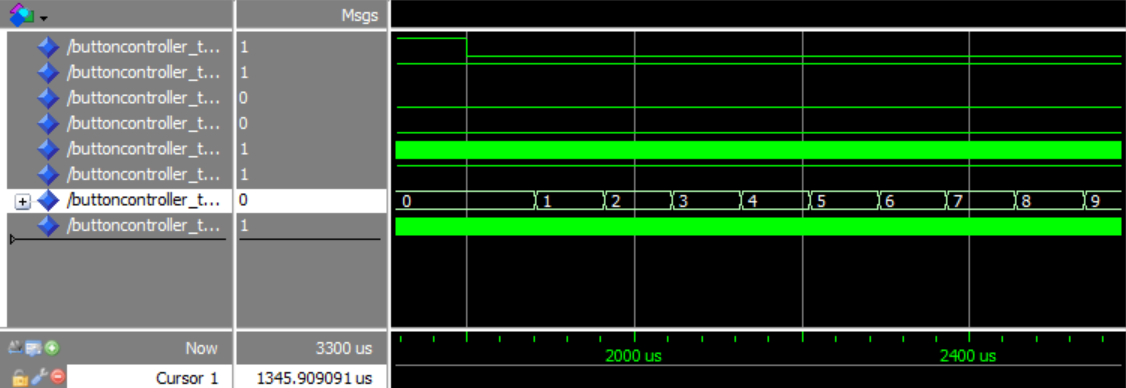 Msgs
/buttoncontroller_t... 1
/buttoncontroller_t... 1
/buttoncontroller_t... 0
/buttoncontroller_t... 0
/buttoncontroller_t... 1
/buttoncontroller_t... 1
/buttoncontroller_t... 0 0 1 2 3 4 5 6 7 8 9
/buttoncontroller_t... 1
Now 3300 us 2000 us 2400 us
Cursor 1 1345.909091 us